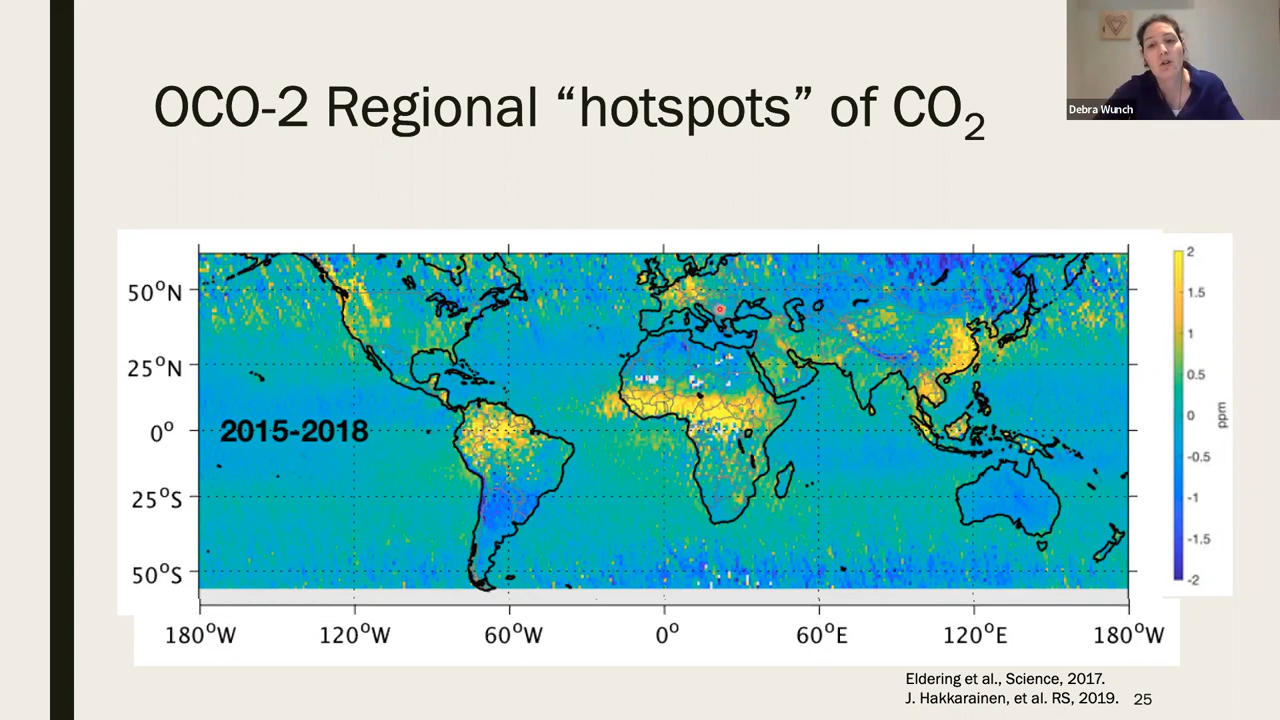 OCO-2 Regional “hotspots” of CO2
Debra Wunch
50°N
25°N
0°
25°S
50°S
2015-2018
180°W
120°W
60°W
0°
60°E
120°E
180°W
2
1.5
1
0.5
0
-0.5
-1
-1.5
-2
ppm
Eldering et al., Science, 2017.
J. Hakkarainen, et al. RS, 2019.
25